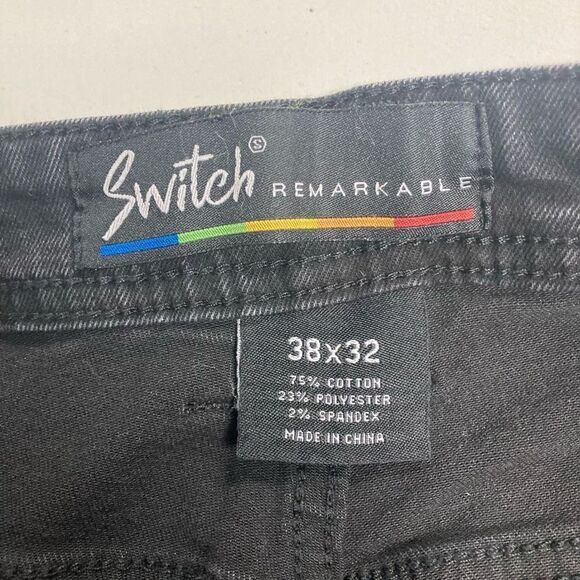 Switch Ⓢ REMARKABLE
38x32
75% COTTON
23% POLYESTER
2% SPANDEX
MADE IN CHINA